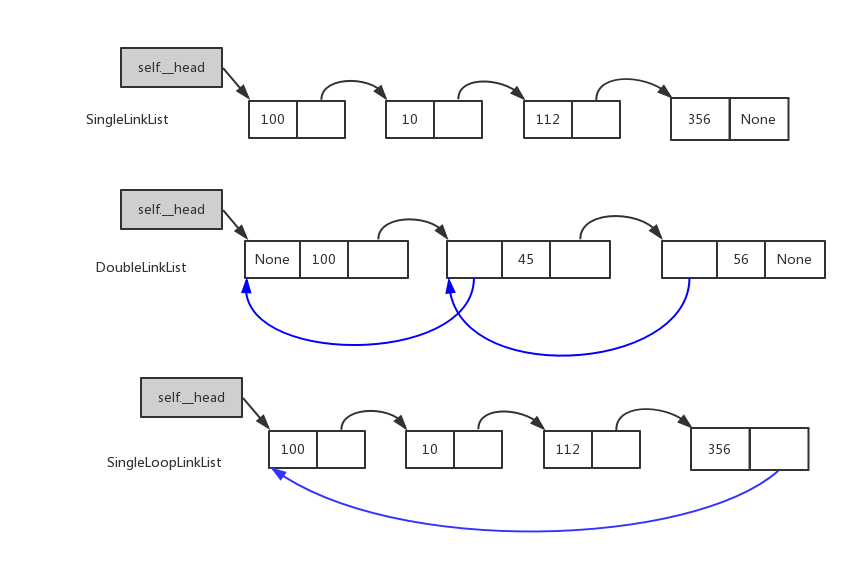 self.__head
SingleLinkList
100
10
112
356 None
self.__head
DoubleLinkList
None 100
45
56 None
self.__head
SingleLoopLinkList
100
10
112
356